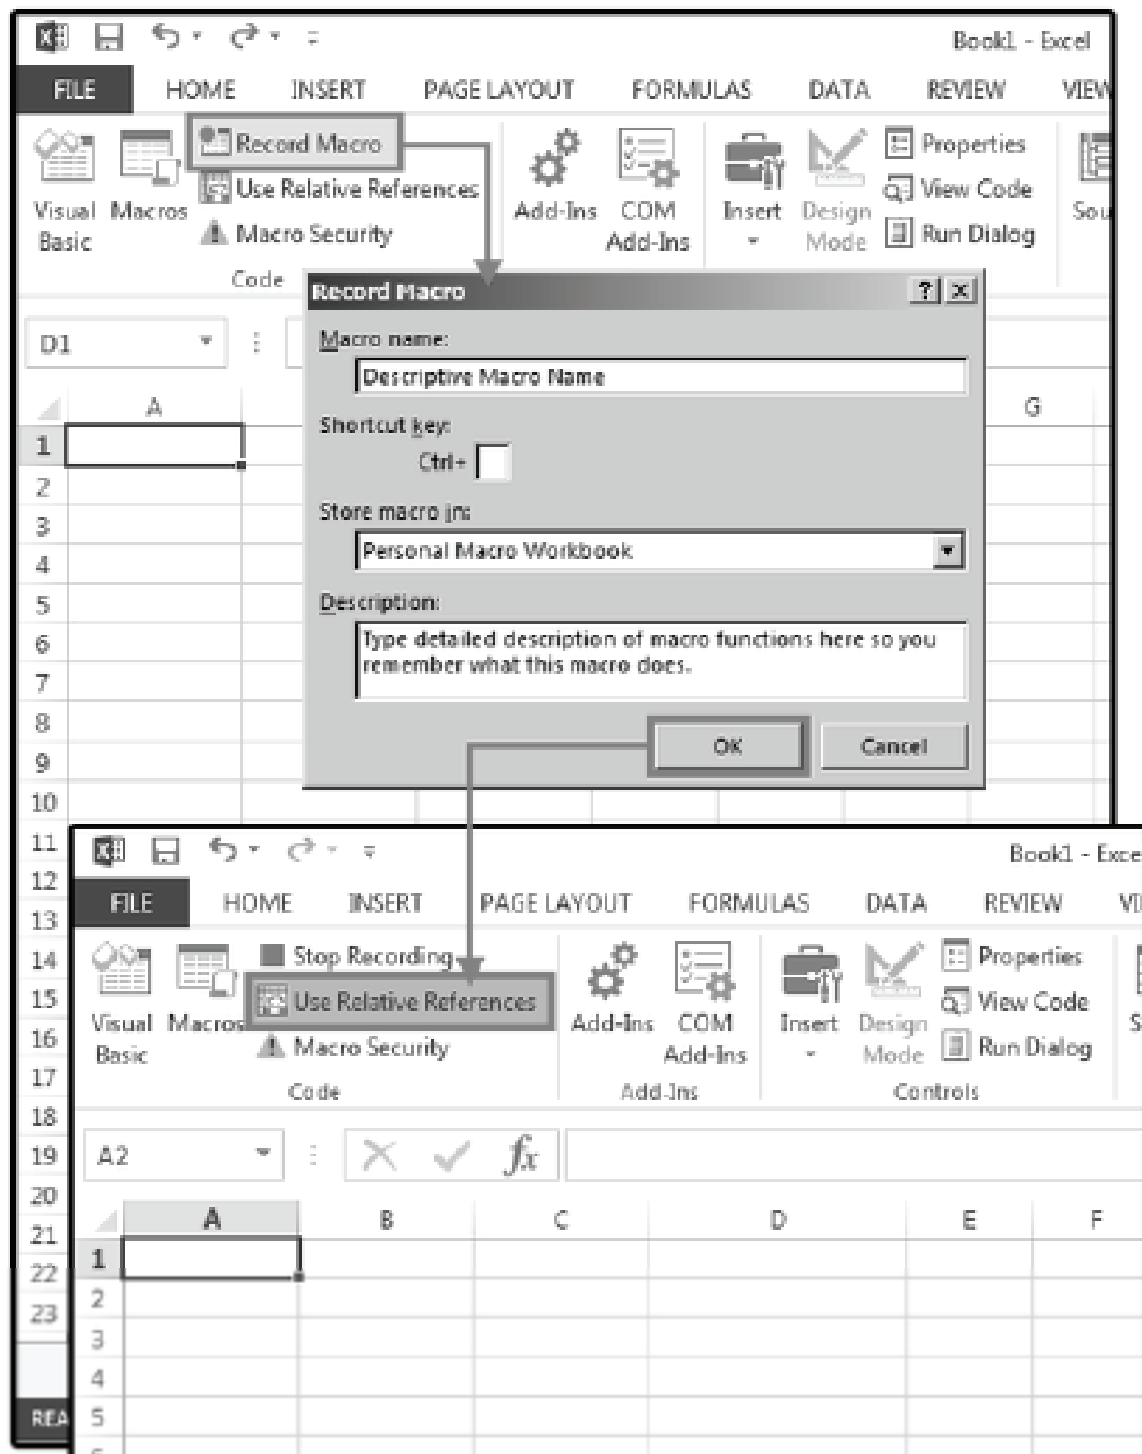 Book1 - Excel
FILE HOME INSERT PAGE LAYOUT FORMULAS DATA REVIEW VIEW
Record Macro
Use Relative References
Macro Security
Visual Basic
Macros
Code
Add-Ins
COM Add-Ins
Insert
Design Mode
Properties
View Code
Run Dialog
Sou
D1
A G
Record Macro
Macro name:
Descriptive Macro Name
Shortcut key:
Ctrl+
Store macro in:
Personal Macro Workbook
Description:
Type detailed description of macro functions here so you
remember what this macro does.
OK Cancel
1
2
3
4
5
6
7
8
9
10
11
12
13
14
15
16
17
18
19
20
21
22
23
REA
Book1 - Exce
FILE HOME INSERT PAGE LAYOUT FORMULAS DATA REVIEW VI
Stop Recording
Use Relative References
Macro Security
Visual Basic
Macros
Code
Add-Ins
COM Add-Ins
Add-Ins
Insert
Design Mode
Properties
View Code
Run Dialog
Controls
S
A2
fx
A B C D E F
1
2
3
4
5